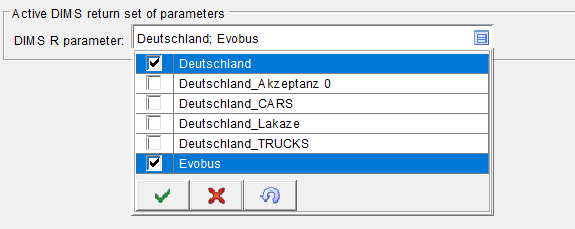 Active DIMS return set of parameters
DIMS R parameter: Deutschland; Evobus
Deutschland
Deutschland_Akzeptanz 0
Deutschland_CARS
Deutschland_Lakaze
Deutschland_TRUCKS
Evobus